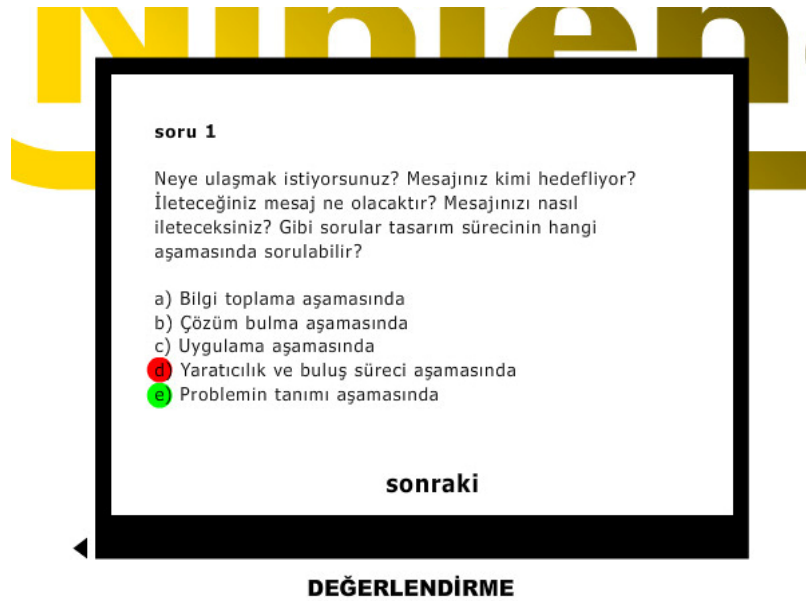 soru 1
Neye ulaşmak istiyorsunuz? Mesajınız kimi hedefliyor?
İleteceğiniz mesaj ne olacaktır? Mesajınızı nasıl
ileteceksiniz? Gibi sorular tasarım sürecinin hangi
aşamasında sorulabilir?
a) Bilgi toplama aşamasında
b) Çözüm bulma aşamasında
c) Uygulama aşamasında
d) Yaratıcılık ve buluş süreci aşamasında
e) Problemin tanımı aşamasında
sonraki
DEĞERLENDİRME